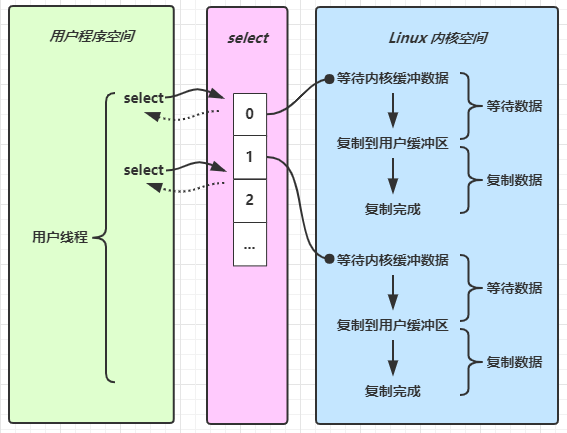 用户程序空间
select
Linux 内核空间
select
select
用户线程
0
1
2
...
等待内核缓冲数据
复制到用户缓冲区
复制完成
等待数据
复制数据
等待内核缓冲数据
复制到用户缓冲区
复制完成
等待数据
复制数据